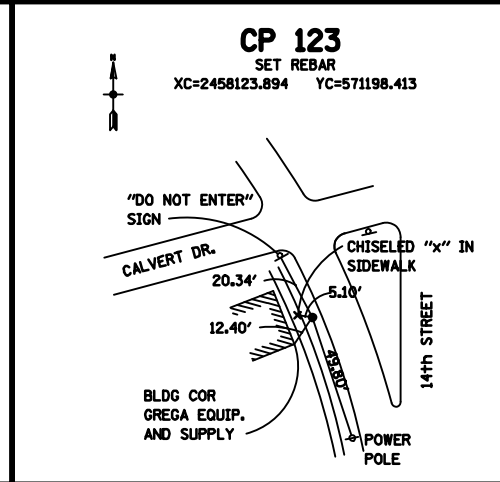 CP 123
SET REBAR
XC=2458123.894 YC=571198.413
N
"DO NOT ENTER"
SIGN
CALVERT DR.
CHISELED "x" IN
SIDEWALK
20.34'
5.10'
12.40'
49.80'
14th STREET
BLDG COR
GREGA EQUIP.
AND SUPPLY
POWER
POLE